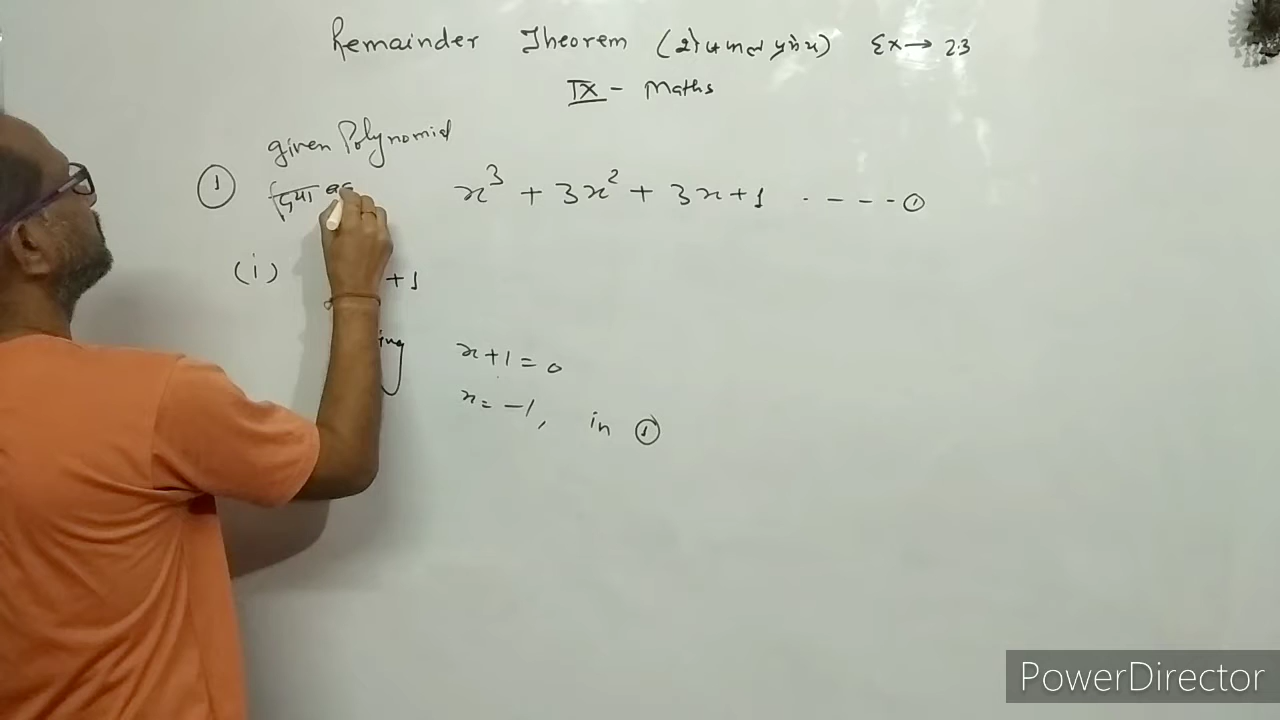 Remainder Theorem (शेषफल प्रमेय) Ex → 2.3
IX - Maths
given Polynomial
① दिया x³ + 3x² + 3x + 1 . - - - - ①
(i) + 1
ing x + 1 = 0
x = -1, in ①
PowerDirector